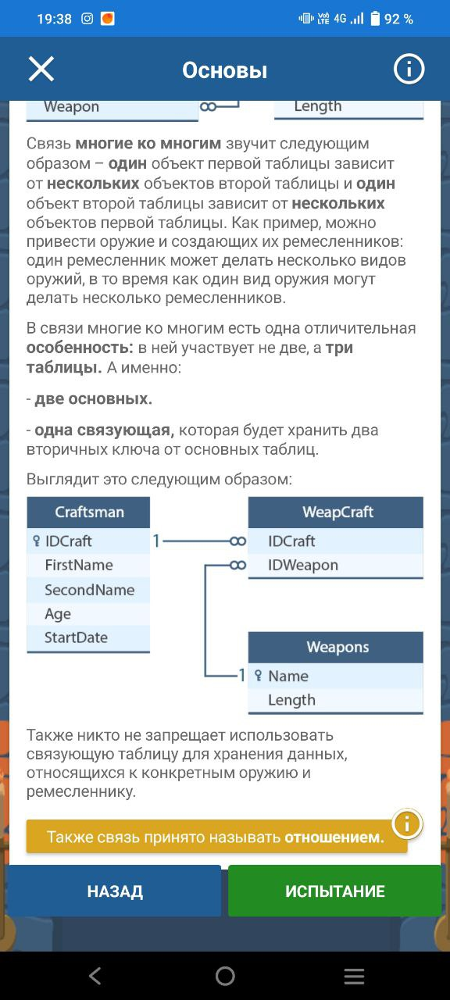 19:38 Vo) LTE 4G 92 %
Основы
Weapon ∞ Length
Связь многие ко многим звучит следующим
образом – один объект первой таблицы зависит
от нескольких объектов второй таблицы и один
объект второй таблицы зависит от нескольких
объектов первой таблицы. Как пример, можно
привести оружие и создающих их ремесленников:
один ремесленник может делать несколько видов
оружий, в то время как один вид оружия могут
делать несколько ремесленников.
В связи многие ко многим есть одна отличительная
особенность: в ней участвует не две, а три
таблицы. А именно:
- две основных.
- одна связующая, которая будет хранить два
вторичных ключа от основных таблиц.
Выглядит это следующим образом:
Craftsman
IDCraft 1
FirstName
SecondName
Age
StartDate
WeapCraft
∞ IDCraft
∞ IDWeapon
Weapons
1 Name
Length
Также никто не запрещает использовать
связующую таблицу для хранения данных,
относящихся к конкретным оружию и
ремесленнику.
Также связь принято называть отношением.
НАЗАД ИСПЫТАНИЕ